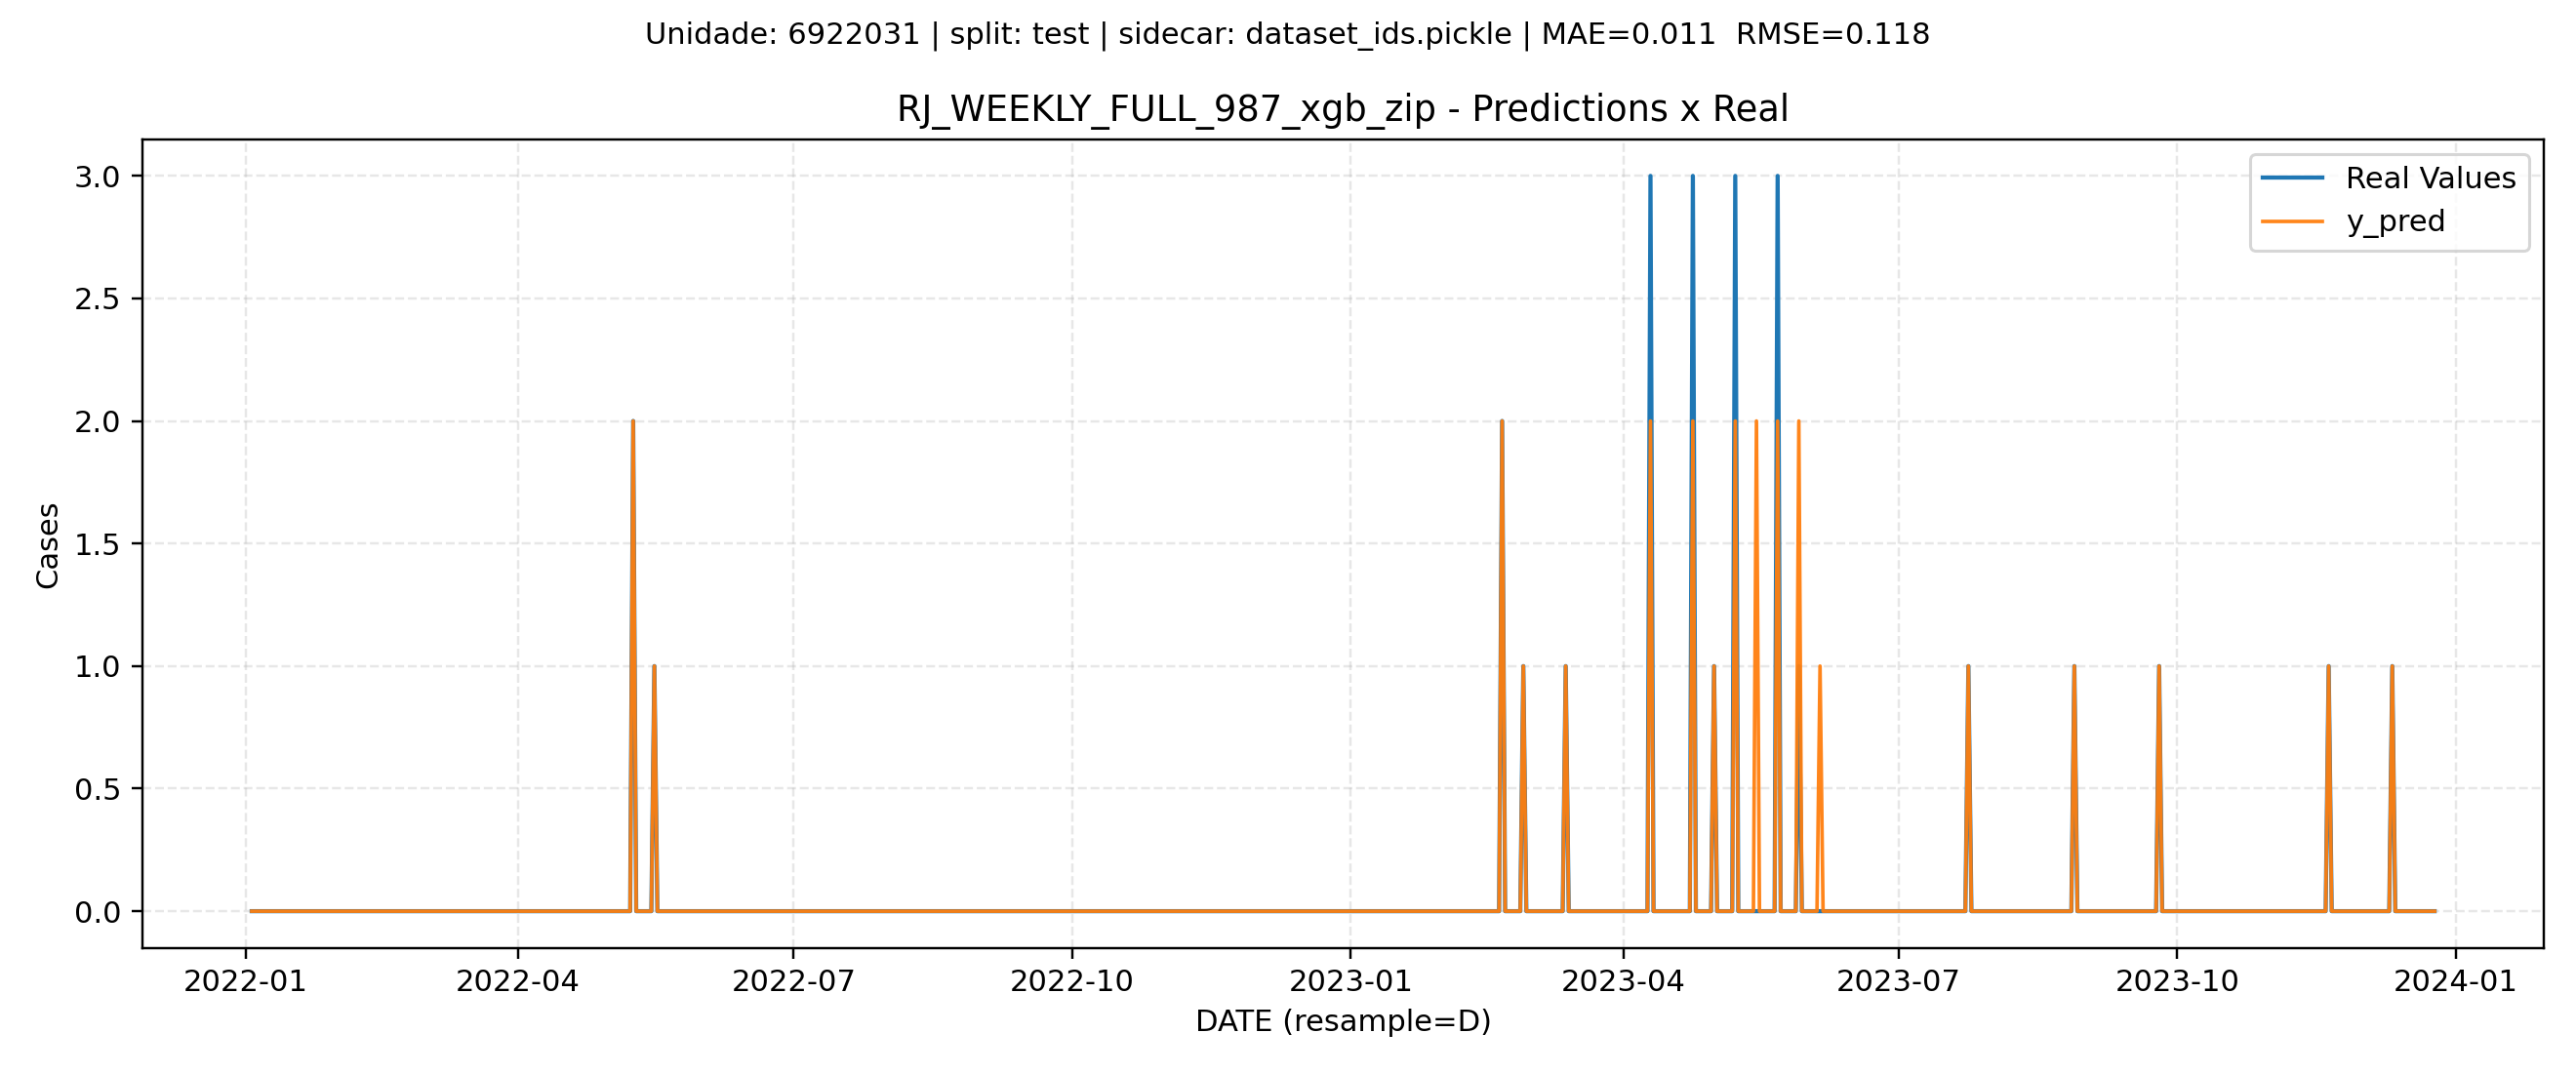 Unidade: 6922031 | split: test | sidecar: dataset_ids.pickle | MAE=0.011  RMSE=0.118
RJ_WEEKLY_FULL_987_xgb_zip - Predictions x Real
Real Values
y_pred
3.0
2.5
2.0
1.5
1.0
0.5
0.0
Cases
2022-01
2022-04
2022-07
2022-10
2023-01
2023-04
2023-07
2023-10
2024-01
DATE (resample=D)